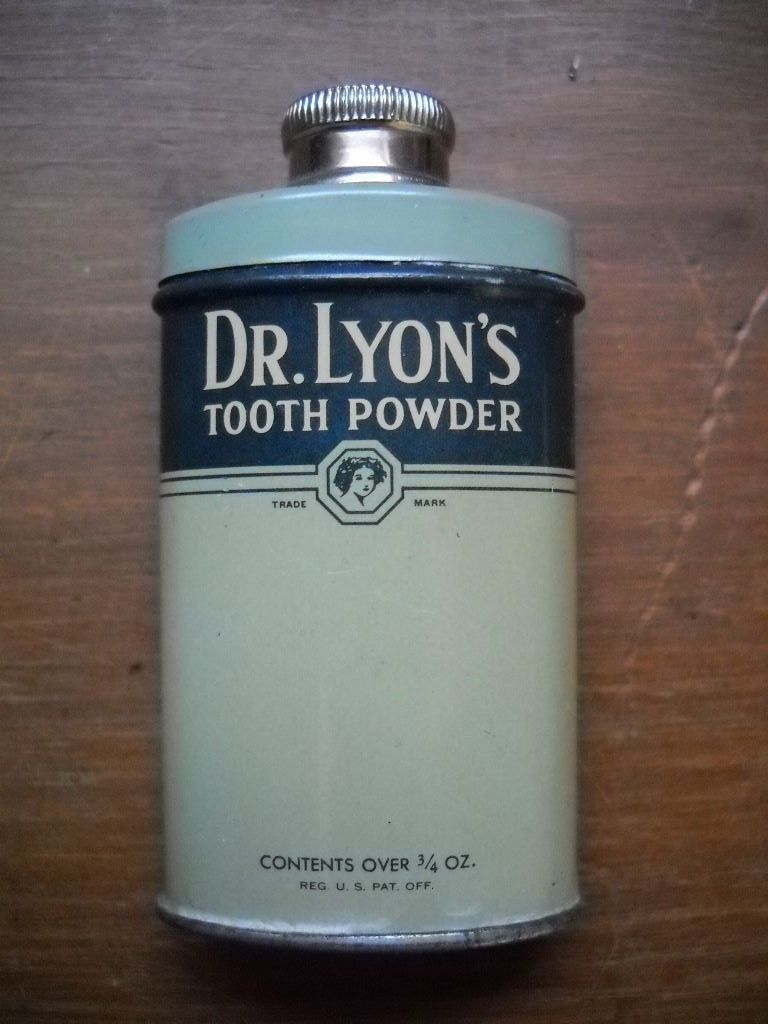 DR. LYON'S
TOOTH POWDER
TRADE MARK
CONTENTS OVER 3/4 OZ.
REG. U. S. PAT. OFF.